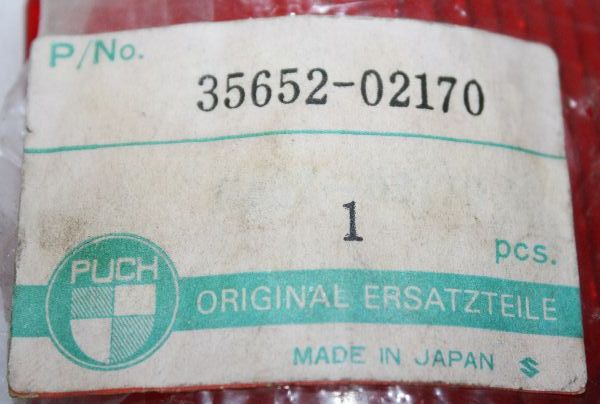 P/No.
35652-02170
1 pcs.
PUCH
ORIGINAL ERSATZTEILE
MADE IN JAPAN